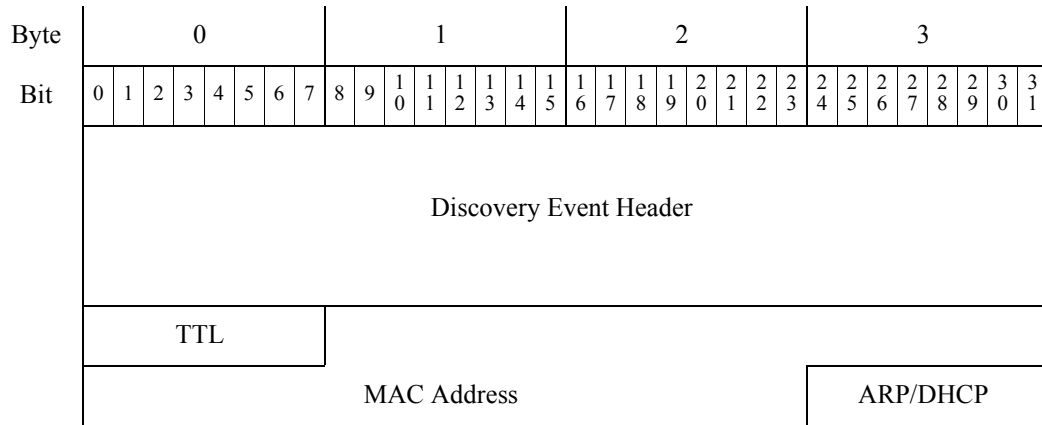 Byte 0 1 2 3
Bit 0 1 2 3 4 5 6 7 8 9 10 11 12 13 14 15 16 17 18 19 20 21 22 23 24 25 26 27 28 29 30 31
Discovery Event Header
TTL
MAC Address ARP/DHCP